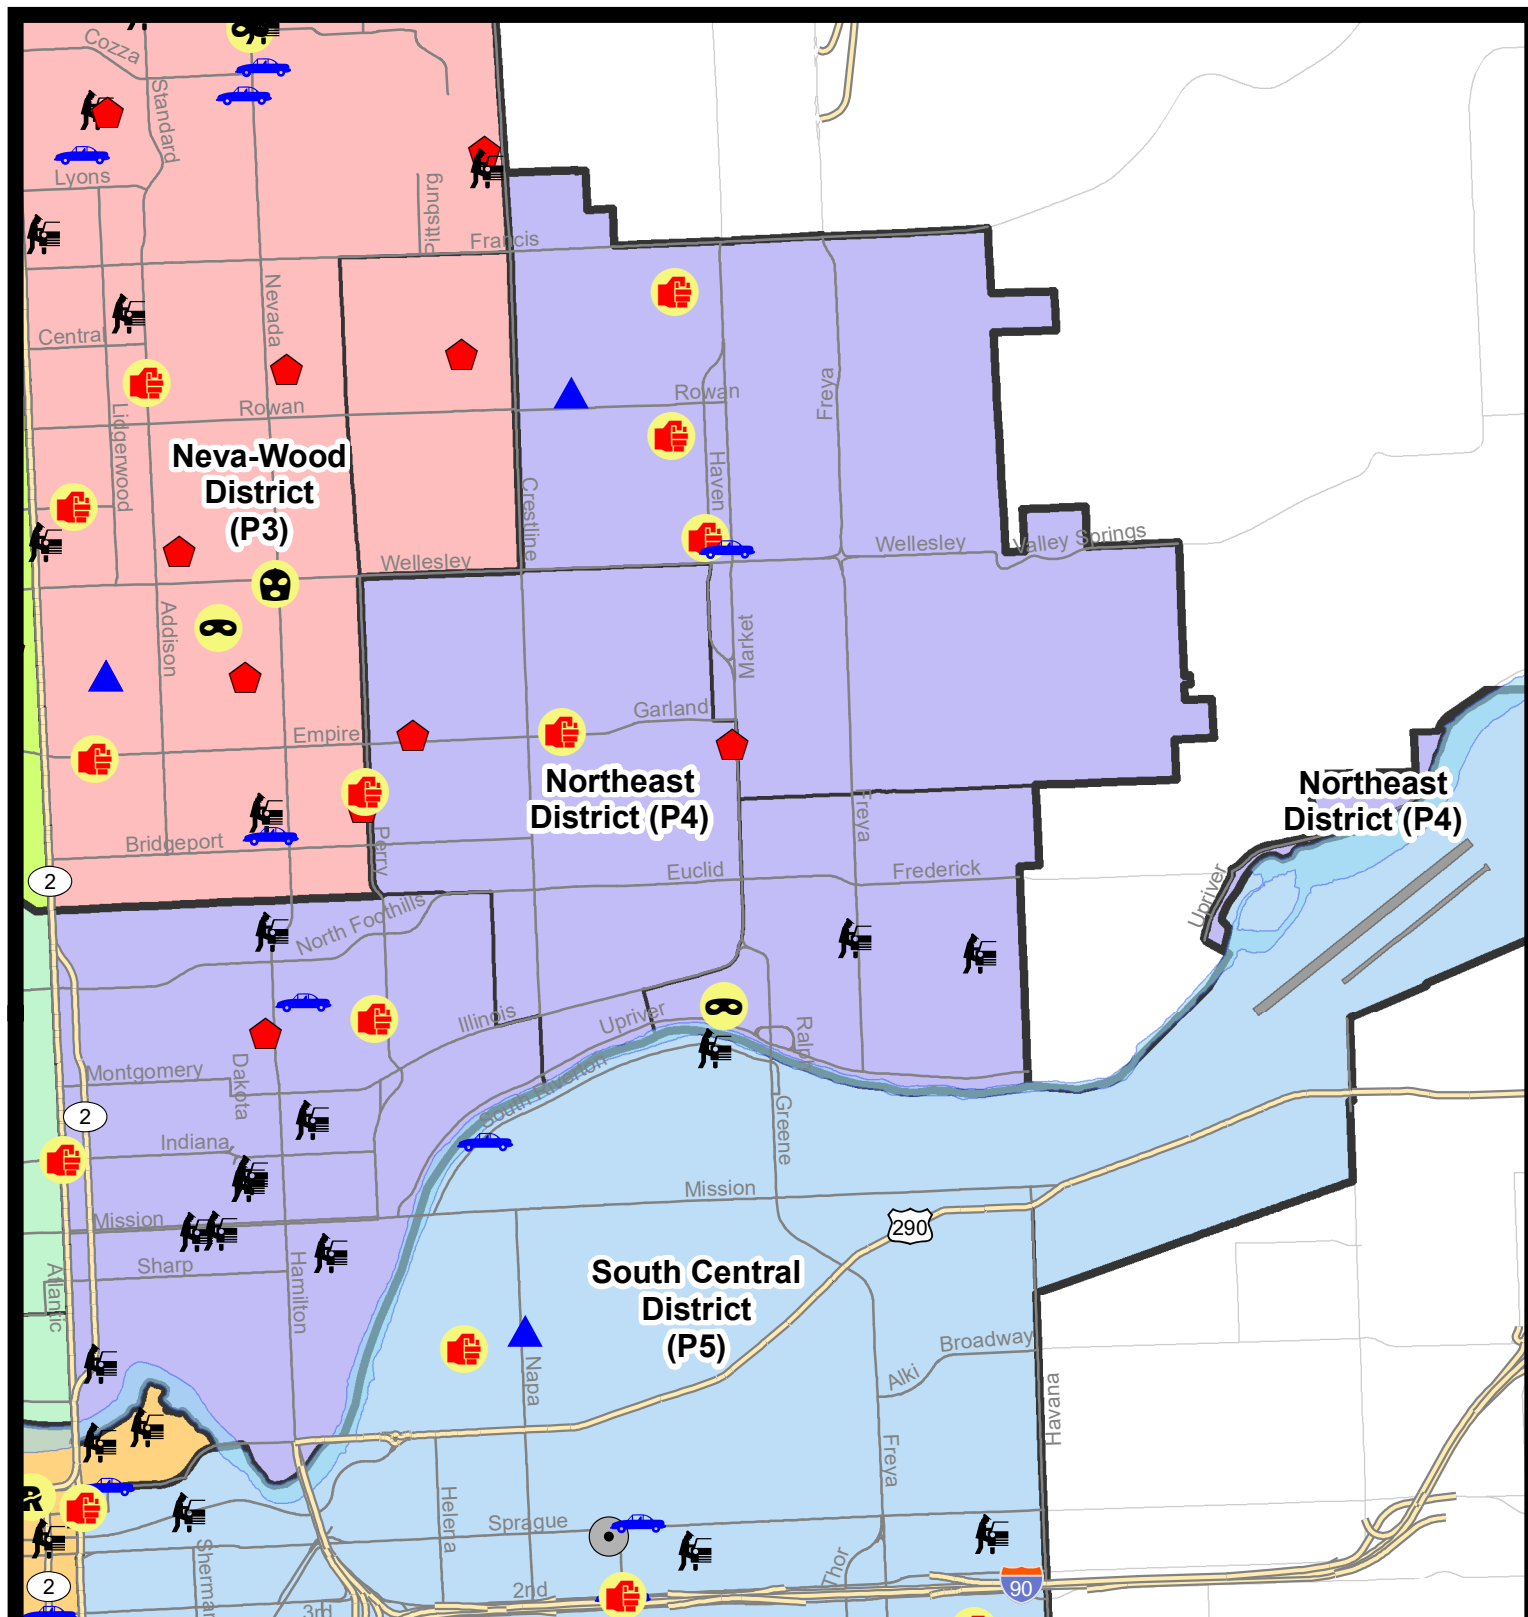 Cozza
Standard
Lyons
Pittsburg
Francis
Nevada
Central
Rowan
Rowan
Freya
Lidgerwood
Neva-Wood
District
(P3)
Haven
Crestline
Wellesley
Wellesley
Valley Springs
Addison
Market
Garland
Empire
Northeast
District (P4)
Northeast
District (P4)
Freya
Bridgeport
Perry
Euclid
Frederick
2
Upriver
North Foothills
Illinois
Upriver
Ralph
Montgomery
Dakota
South Riverton
2
Greene
Indiana
Mission
Mission
290
Sharp
Hamilton
Atlantic
South Central
District
(P5)
Broadway
Alki
Napa
Havana
Freya
R
Helena
Sprague
Sherman
Thor
2nd
2
90
3rd